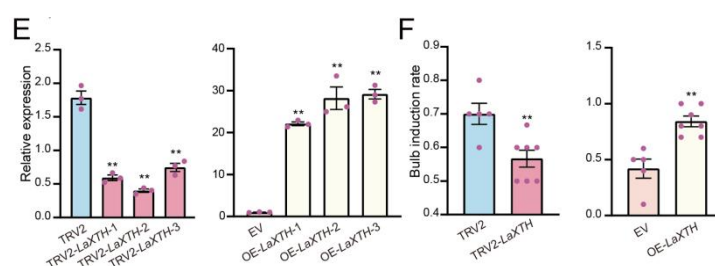 E
Relative expression
2.5
2.0
1.5
1.0
0.5
0.0
**
**
**
TRV2
TRV2-LaXTH-1
TRV2-LaXTH-2
TRV2-LaXTH-3
60
40
20
0
**
**
**
EV
OE-LaXTH-1
OE-LaXTH-2
OE-LaXTH-3
F
Bulb induction rate
0.9
0.8
0.7
0.6
0.5
0.4
**
TRV2
TRV2-LaXTH
1.5
1.0
0.5
0.0
**
EV
OE-LaXTH